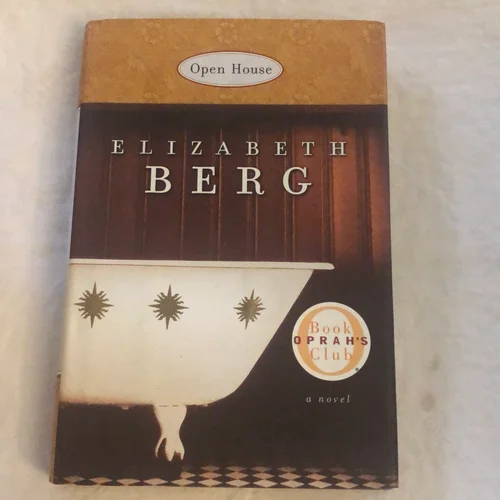 Open House
ELIZABETH
BERG
Book
OPRAH'S
Club
a novel